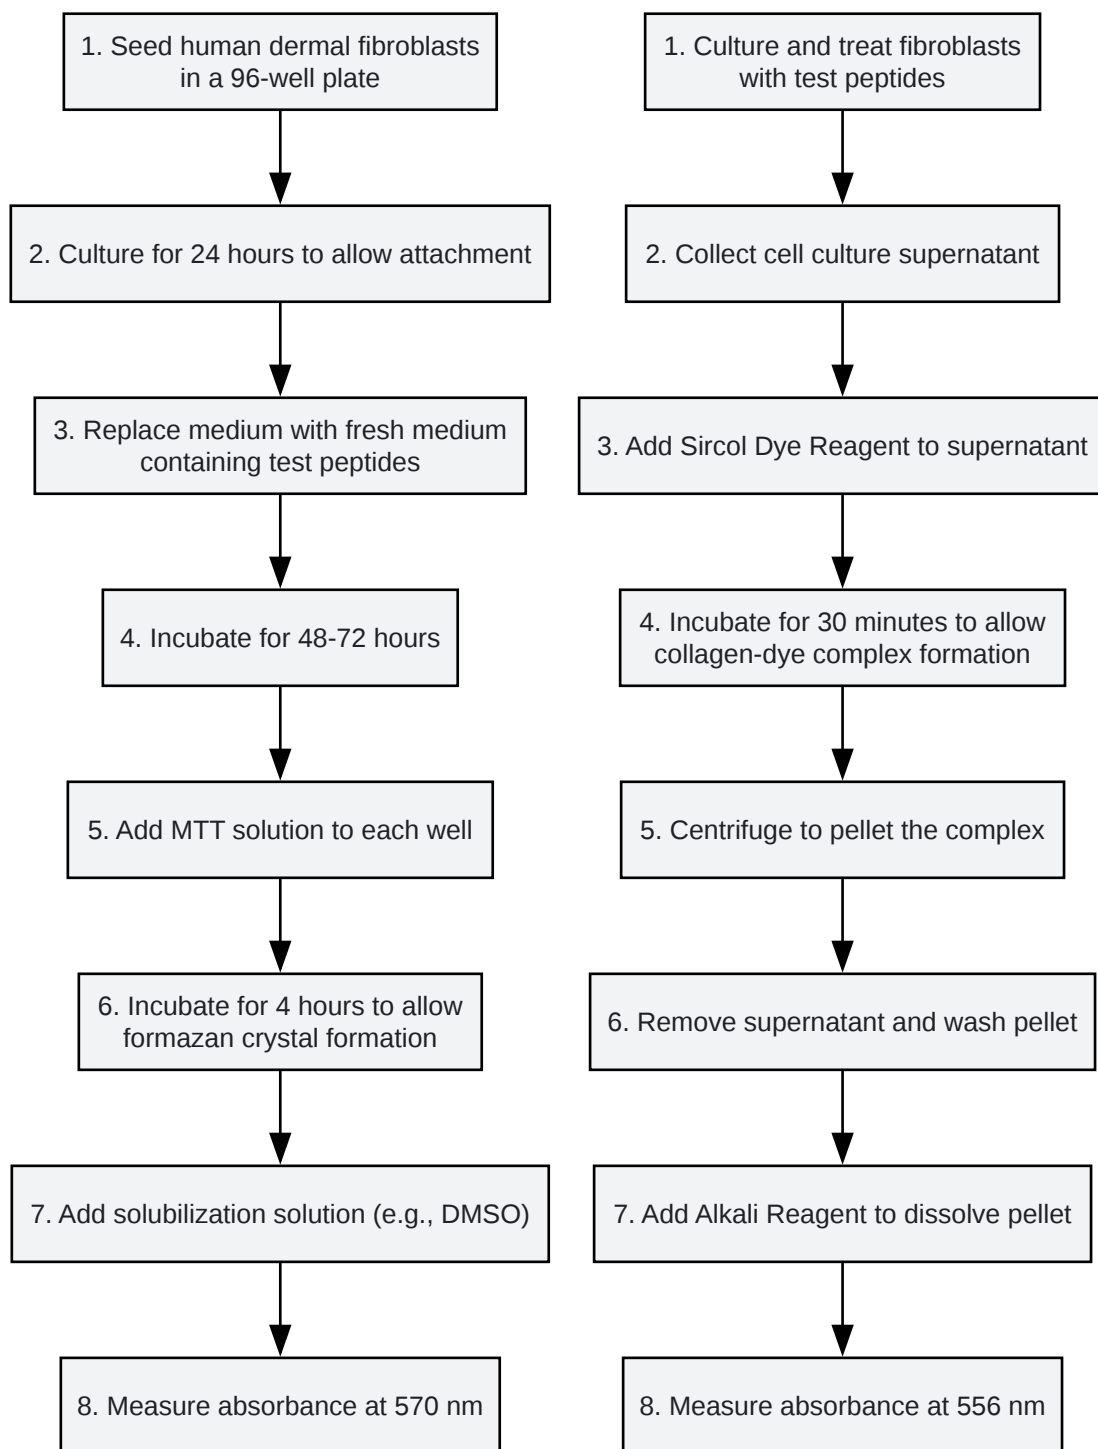 1. Seed human dermal fibroblasts
in a 96-well plate
2. Culture for 24 hours to allow attachment
3. Replace medium with fresh medium
containing test peptides
4. Incubate for 48-72 hours
5. Add MTT solution to each well
6. Incubate for 4 hours to allow
formazan crystal formation
7. Add solubilization solution (e.g., DMSO)
8. Measure absorbance at 570 nm
1. Culture and treat fibroblasts
with test peptides
2. Collect cell culture supernatant
3. Add Sircol Dye Reagent to supernatant
4. Incubate for 30 minutes to allow
collagen-dye complex formation
5. Centrifuge to pellet the complex
6. Remove supernatant and wash pellet
7. Add Alkali Reagent to dissolve pellet
8. Measure absorbance at 556 nm